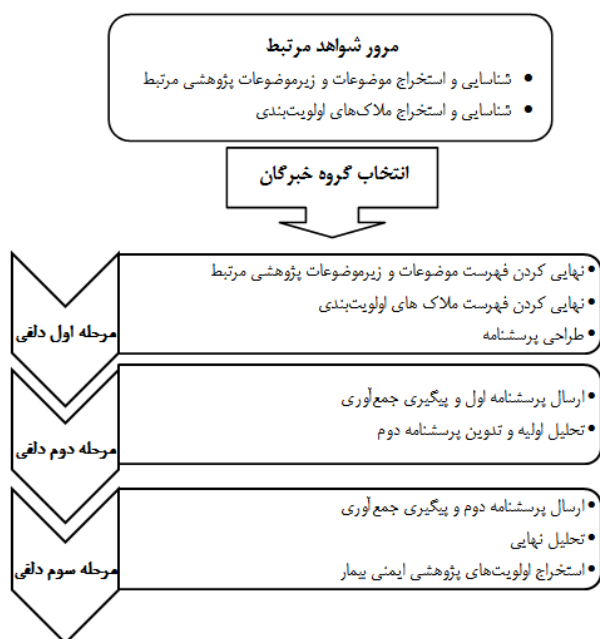 مرور شواهد مرتبط
• شناسایی و استخراج موضوعات و زیرموضوعات پژوهشی مرتبط
• شناسایی و استخراج ملاک‌های اولویت‌بندی
انتخاب گروه خبرگان
• نهایی کردن فهرست موضوعات و زیرموضوعات پژوهشی مرتبط
• نهایی کردن فهرست ملاک های اولویت‌بندی
• طراحی پرسشنامه
مرحله اول دلفی
• ارسال پرسشنامه اول و پیگیری جمع‌آوری
• تحلیل اولیه و تدوین پرسشنامه دوم
مرحله دوم دلفی
• ارسال پرسشنامه دوم و پیگیری جمع‌آوری
• تحلیل نهایی
• استخراج اولویت‌های پژوهشی ایمنی بیمار
مرحله سوم دلفی